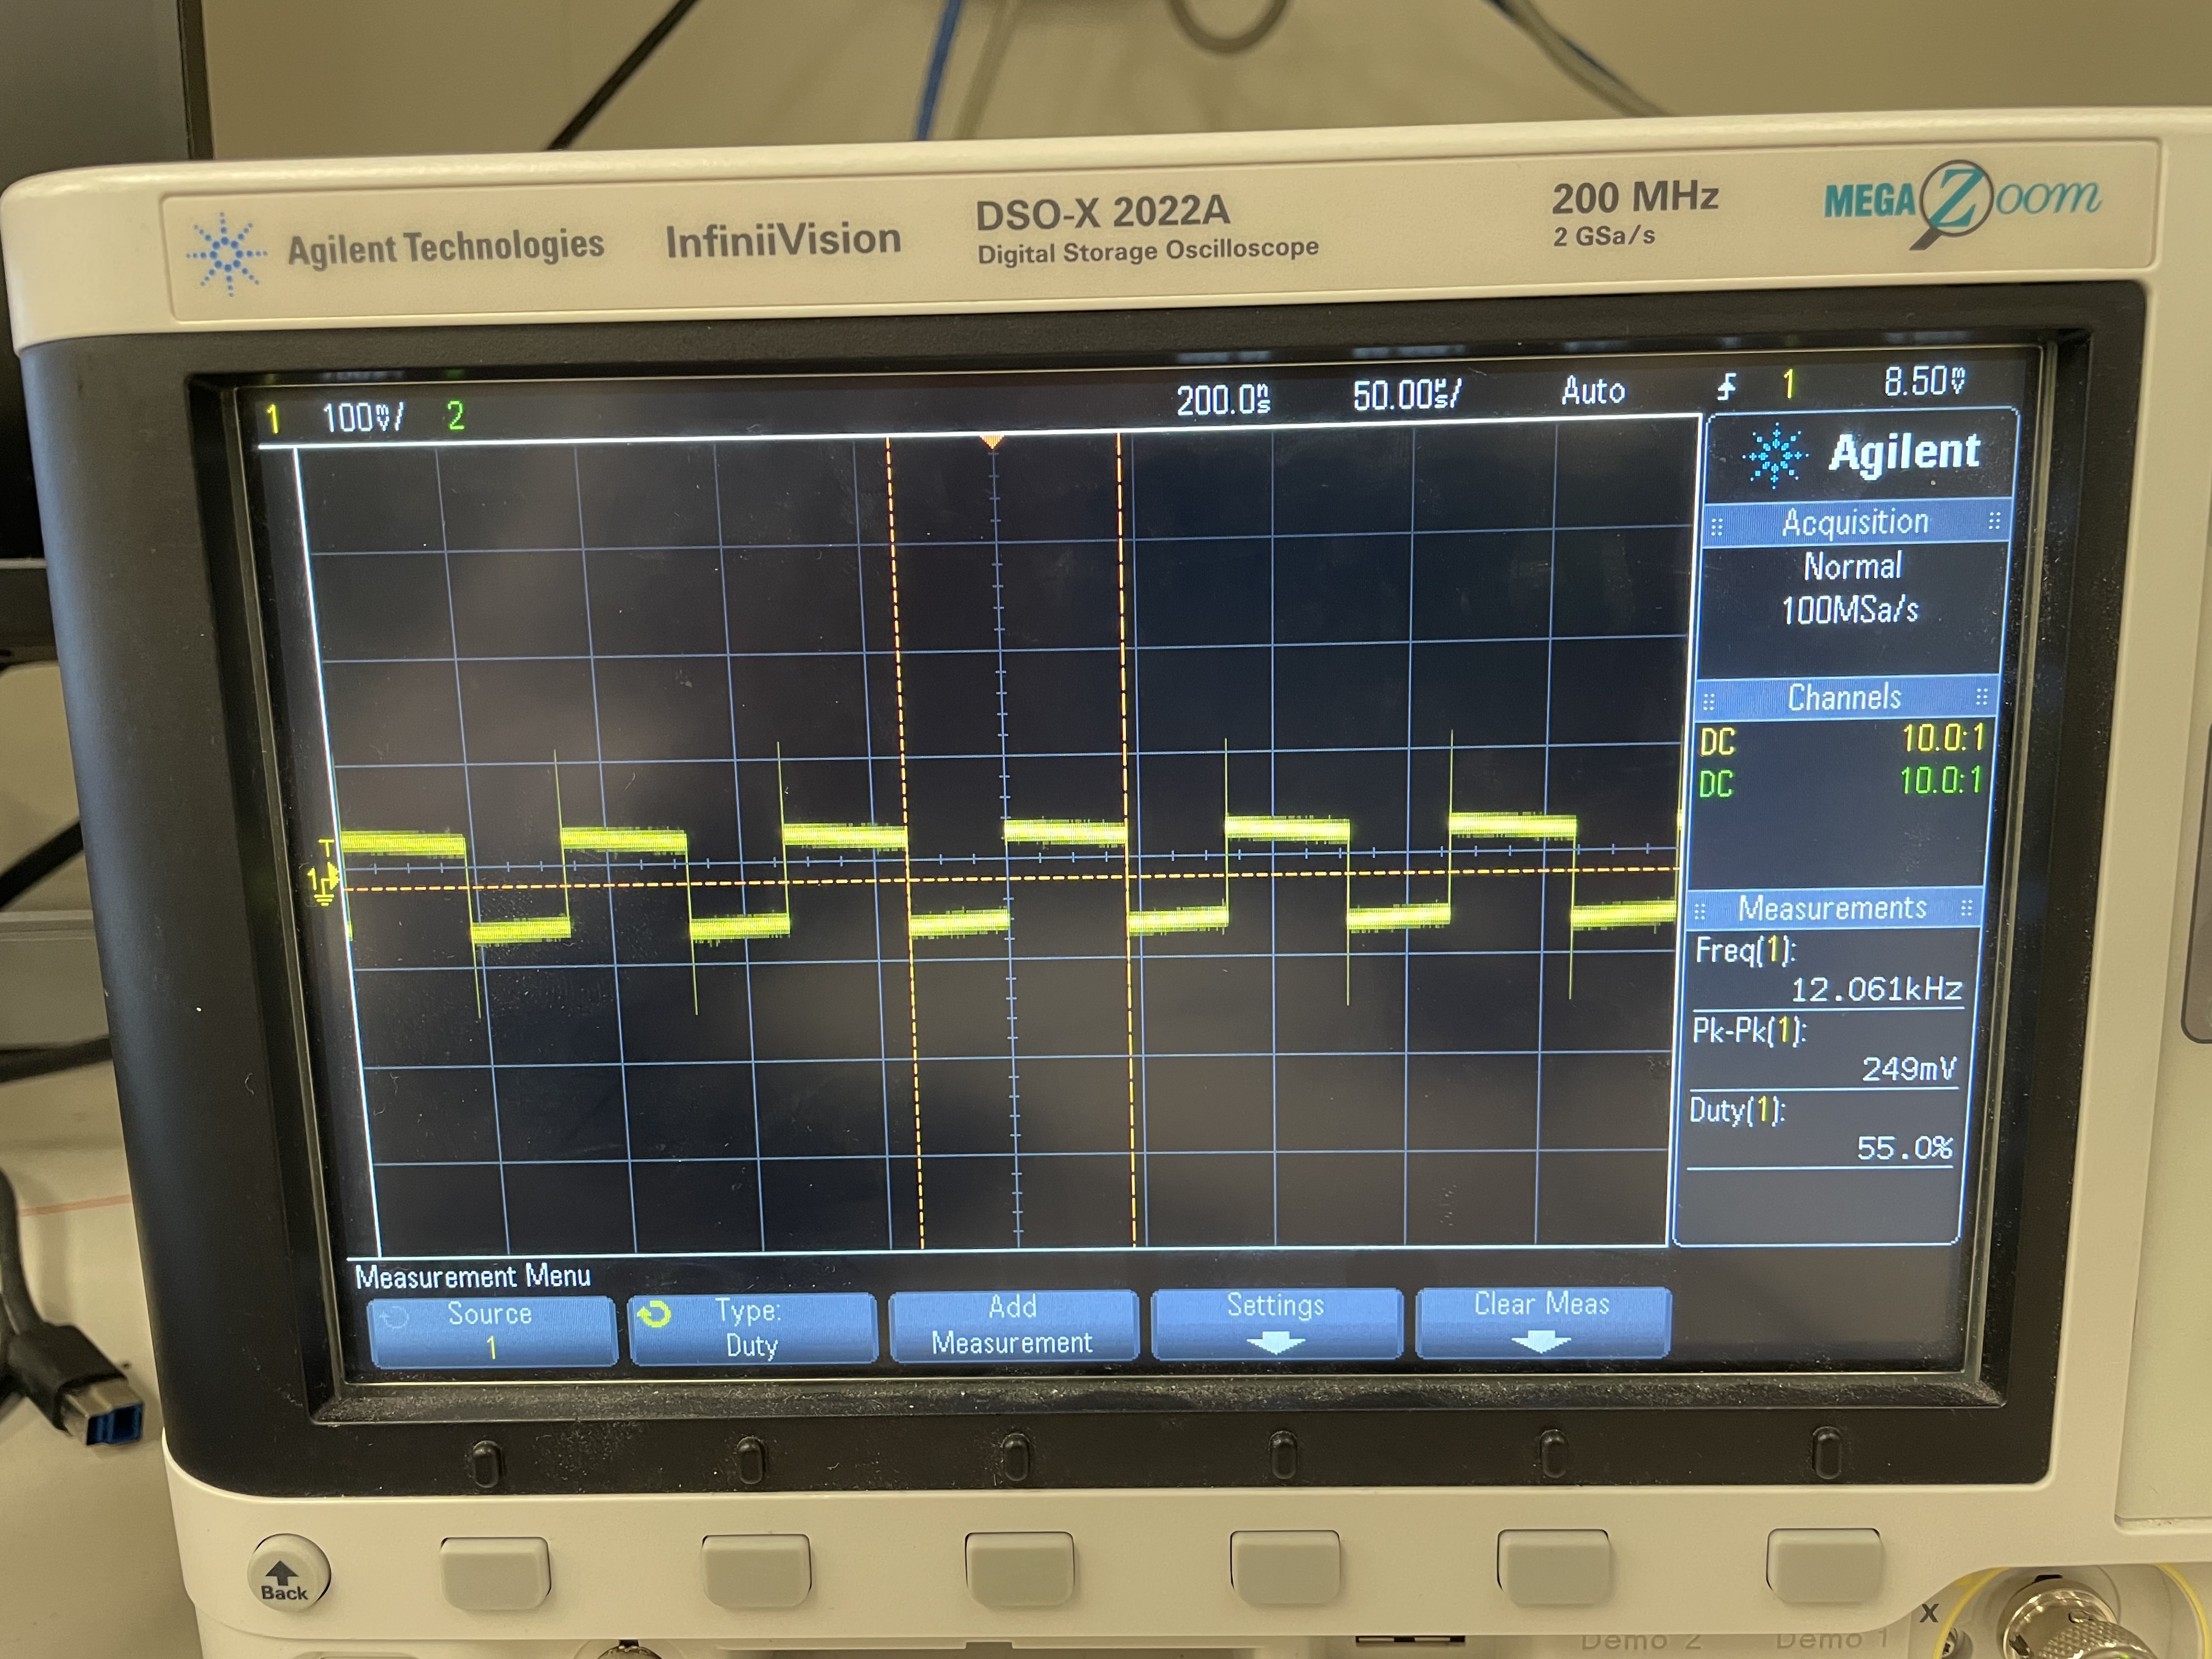 Agilent Technologies InfiniiVision DSO-X 2022A 200 MHz MEGA Zoom
Digital Storage Oscilloscope 2 GSa/s
1 100mV/ 2 200.0ns 50.00µs/ Auto 1 8.50V
Agilent
Acquisition
Normal
100MSa/s
Channels
DC 10.0:1
DC 10.0:1
T
1
Measurements
Freq(1):
12.061kHz
Pk-Pk(1):
249mV
Duty(1):
55.0%
Measurement Menu
Source
1
Type:
Duty
Add
Measurement
Settings
Clear Meas
Back
X
Demo 2 Demo 1